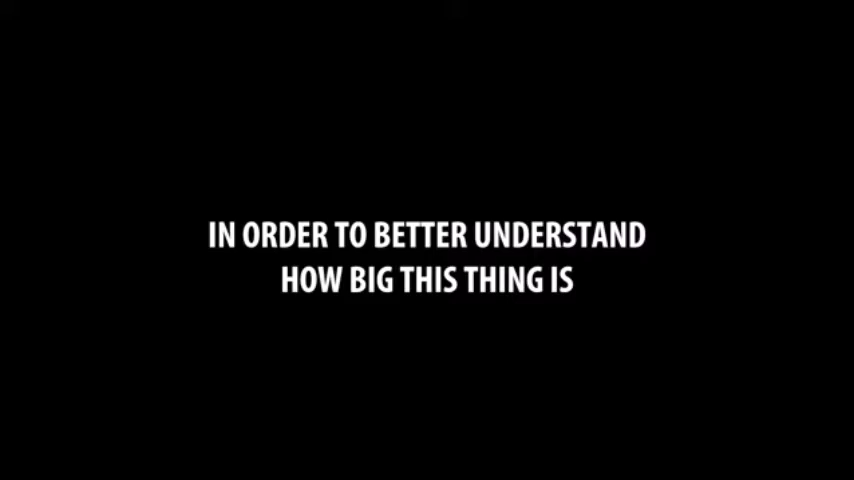 IN ORDER TO BETTER UNDERSTAND
HOW BIG THIS THING IS